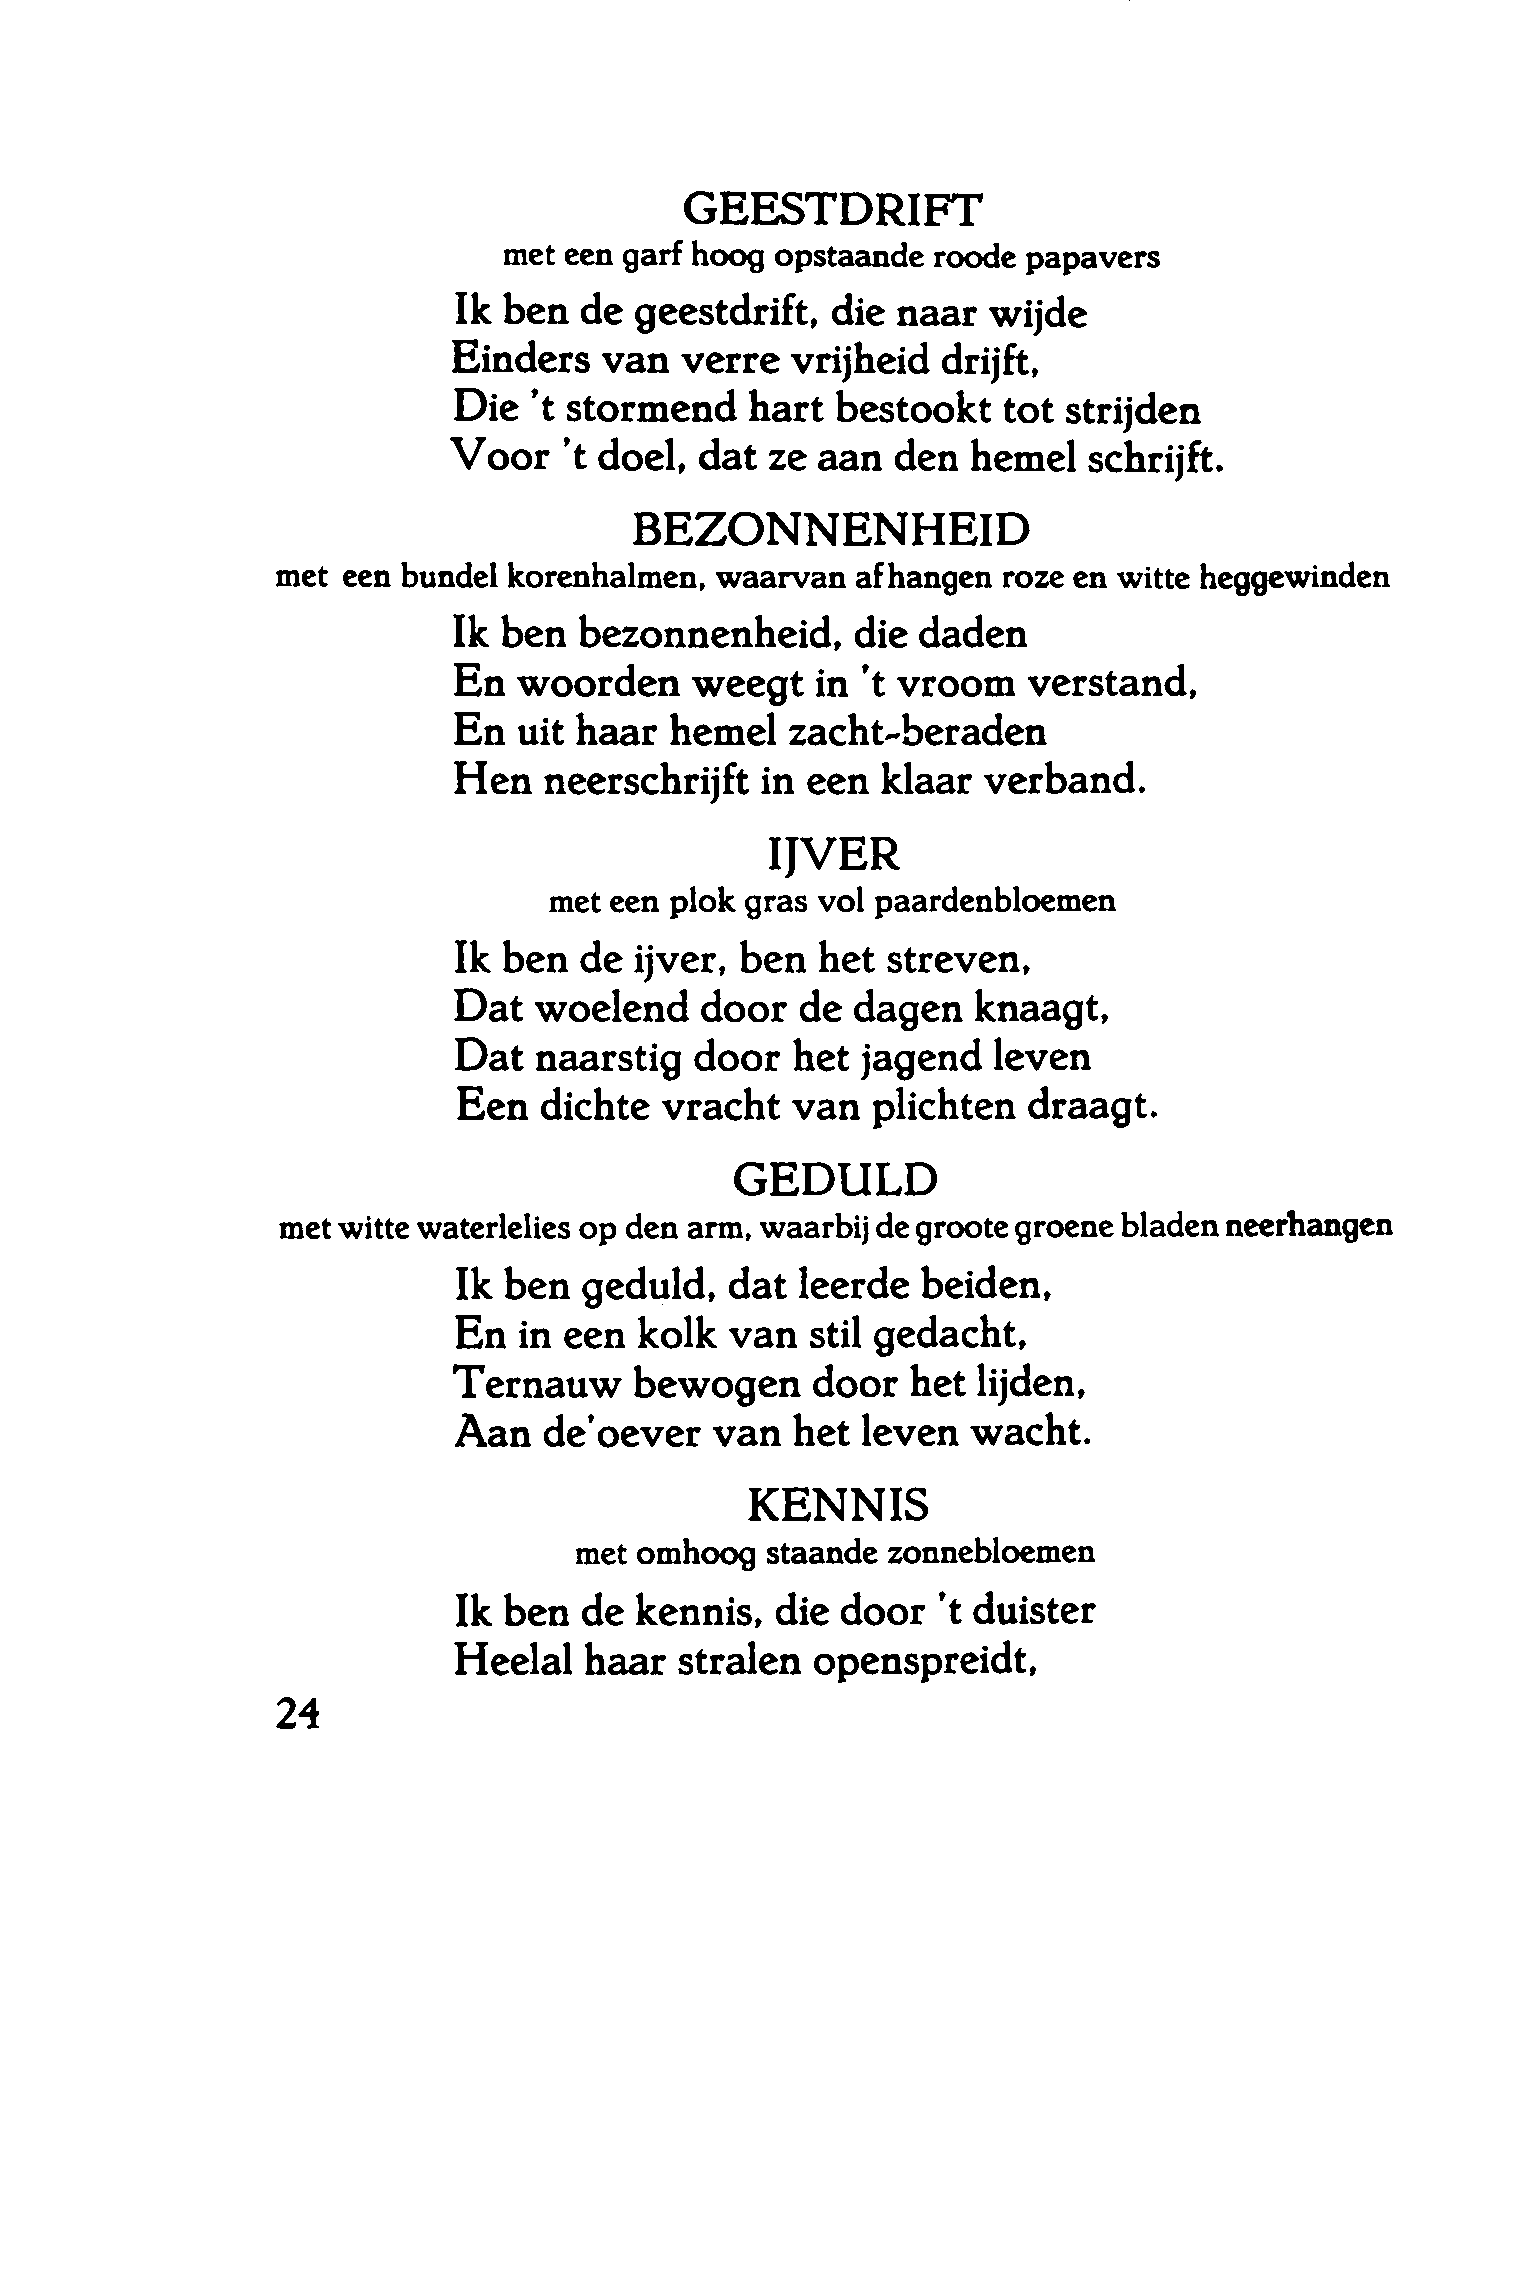 GEESTDRIFT
met een garf hoog opstaande roode papavers
Ik ben de geestdrift, die naar wijde
Einders van verre vrijheid drijft,
Die 't stormend hart bestookt tot strijden
Voor 't doel, dat ze aan den hemel schrijft.
BEZONNENHEID
met een bundel korenhalmen, waarvan afhangen roze en witte heggewinden
Ik ben bezonnenheid, die daden
En woorden weegt in 't vroom verstand,
En uit haar hemel zacht-beraden
Hen neerschrijft in een klaar verband.
IJVER
met een plok gras vol paardenbloemen
Ik ben de ijver, ben het streven,
Dat woelend door de dagen knaagt,
Dat naarstig door het jagend leven
Een dichte vracht van plichten draagt.
GEDULD
met witte waterlelies op den arm, waarbij de groote groene bladen neerhangen
Ik ben geduld, dat leerde beiden,
En in een kolk van stil gedacht,
Ternauw bewogen door het lijden,
Aan de'oever van het leven wacht.
KENNIS
met omhoog staande zonnebloemen
Ik ben de kennis, die door 't duister
Heelal haar stralen openspreidt,
24